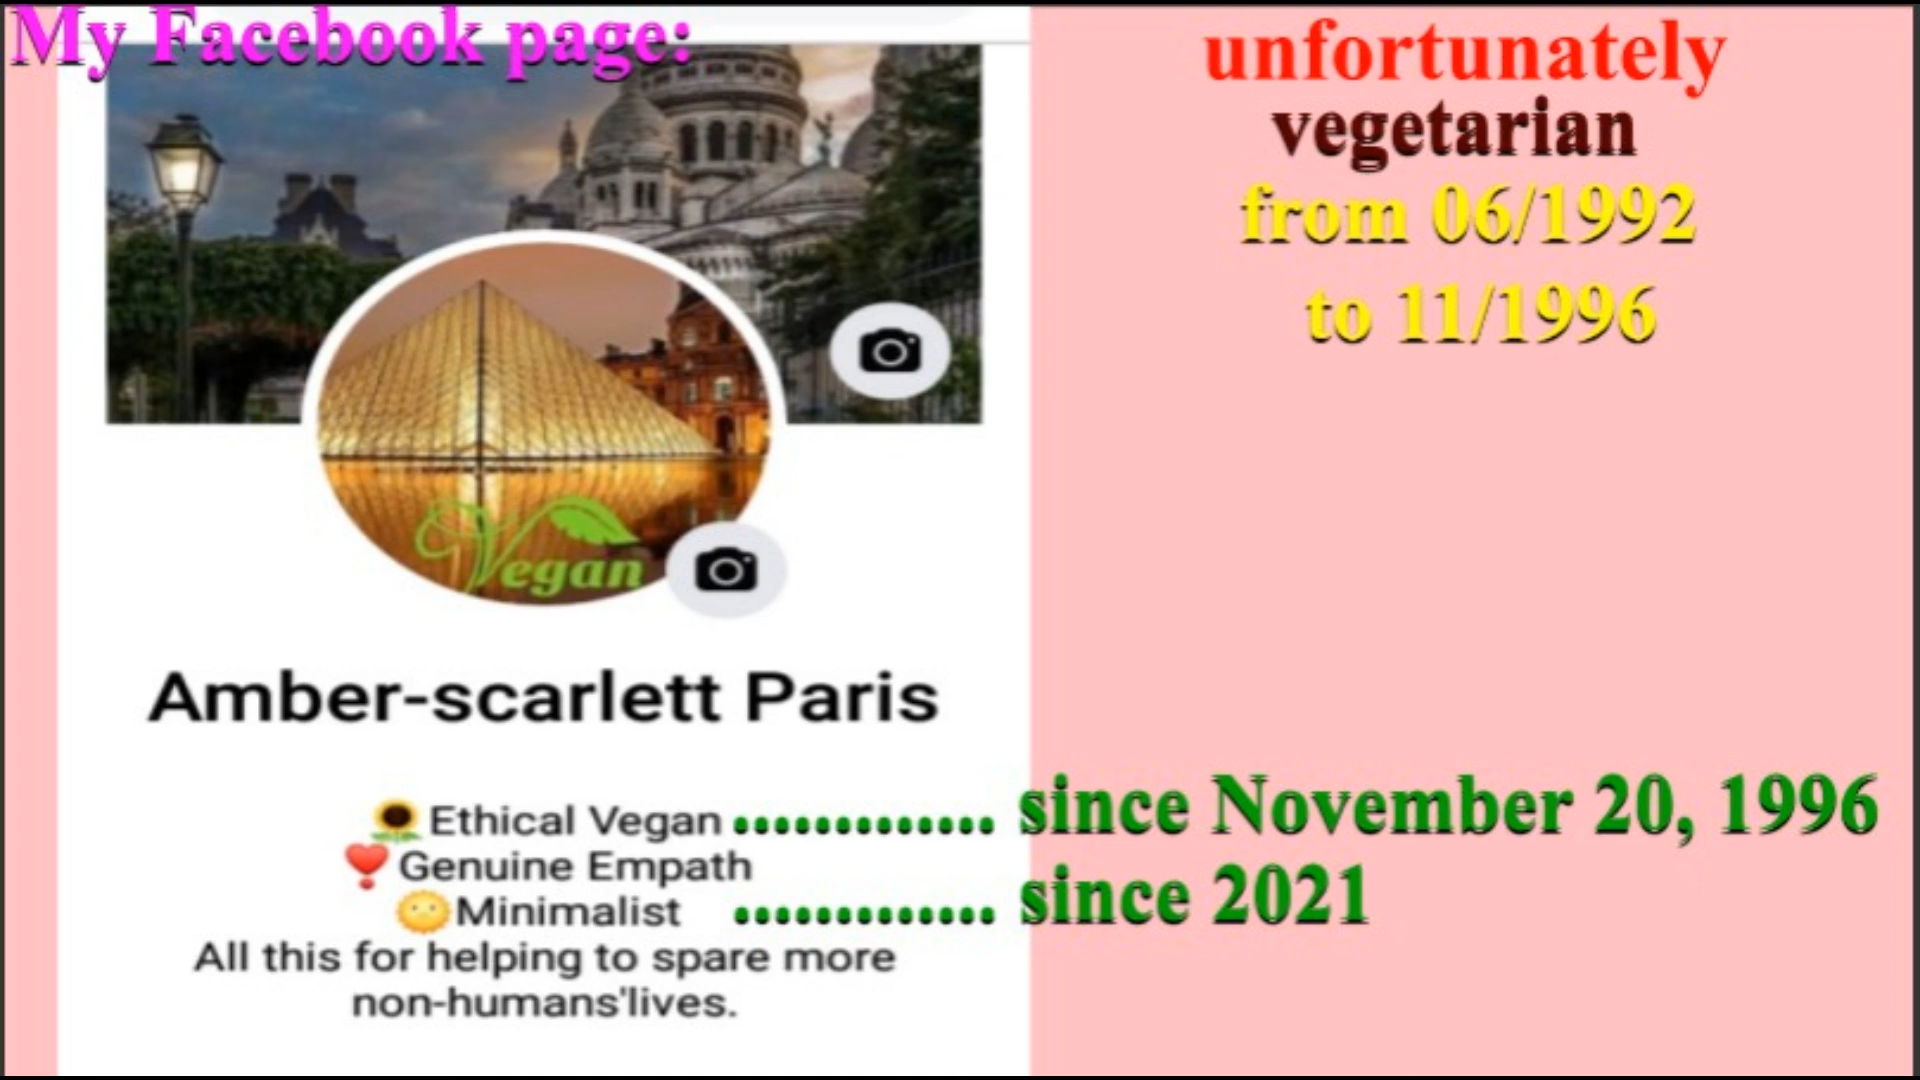 My Facebook page:
unfortunately
vegetarian
from 06/1992
to 11/1996
Vegan
Amber-scarlett Paris
🌻Ethical Vegan ............. since November 20, 1996
❣️Genuine Empath
😶Minimalist ............. since 2021
All this for helping to spare more
non-humans'lives.